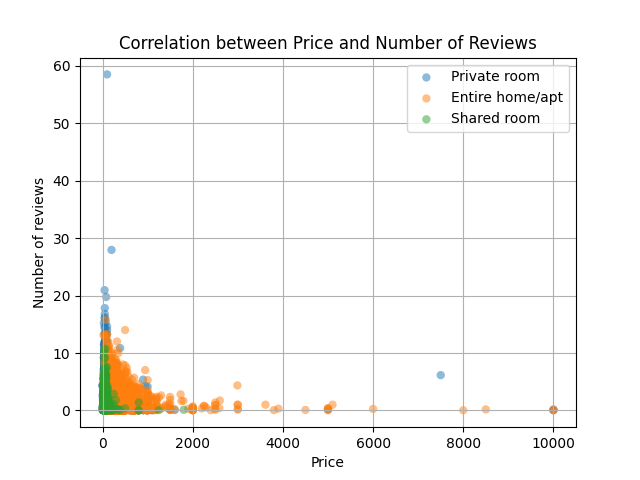 Correlation between Price and Number of Reviews
60
50
40
30
20
10
0
Number of reviews
Private room
Entire home/apt
Shared room
0 2000 4000 6000 8000 10000
Price